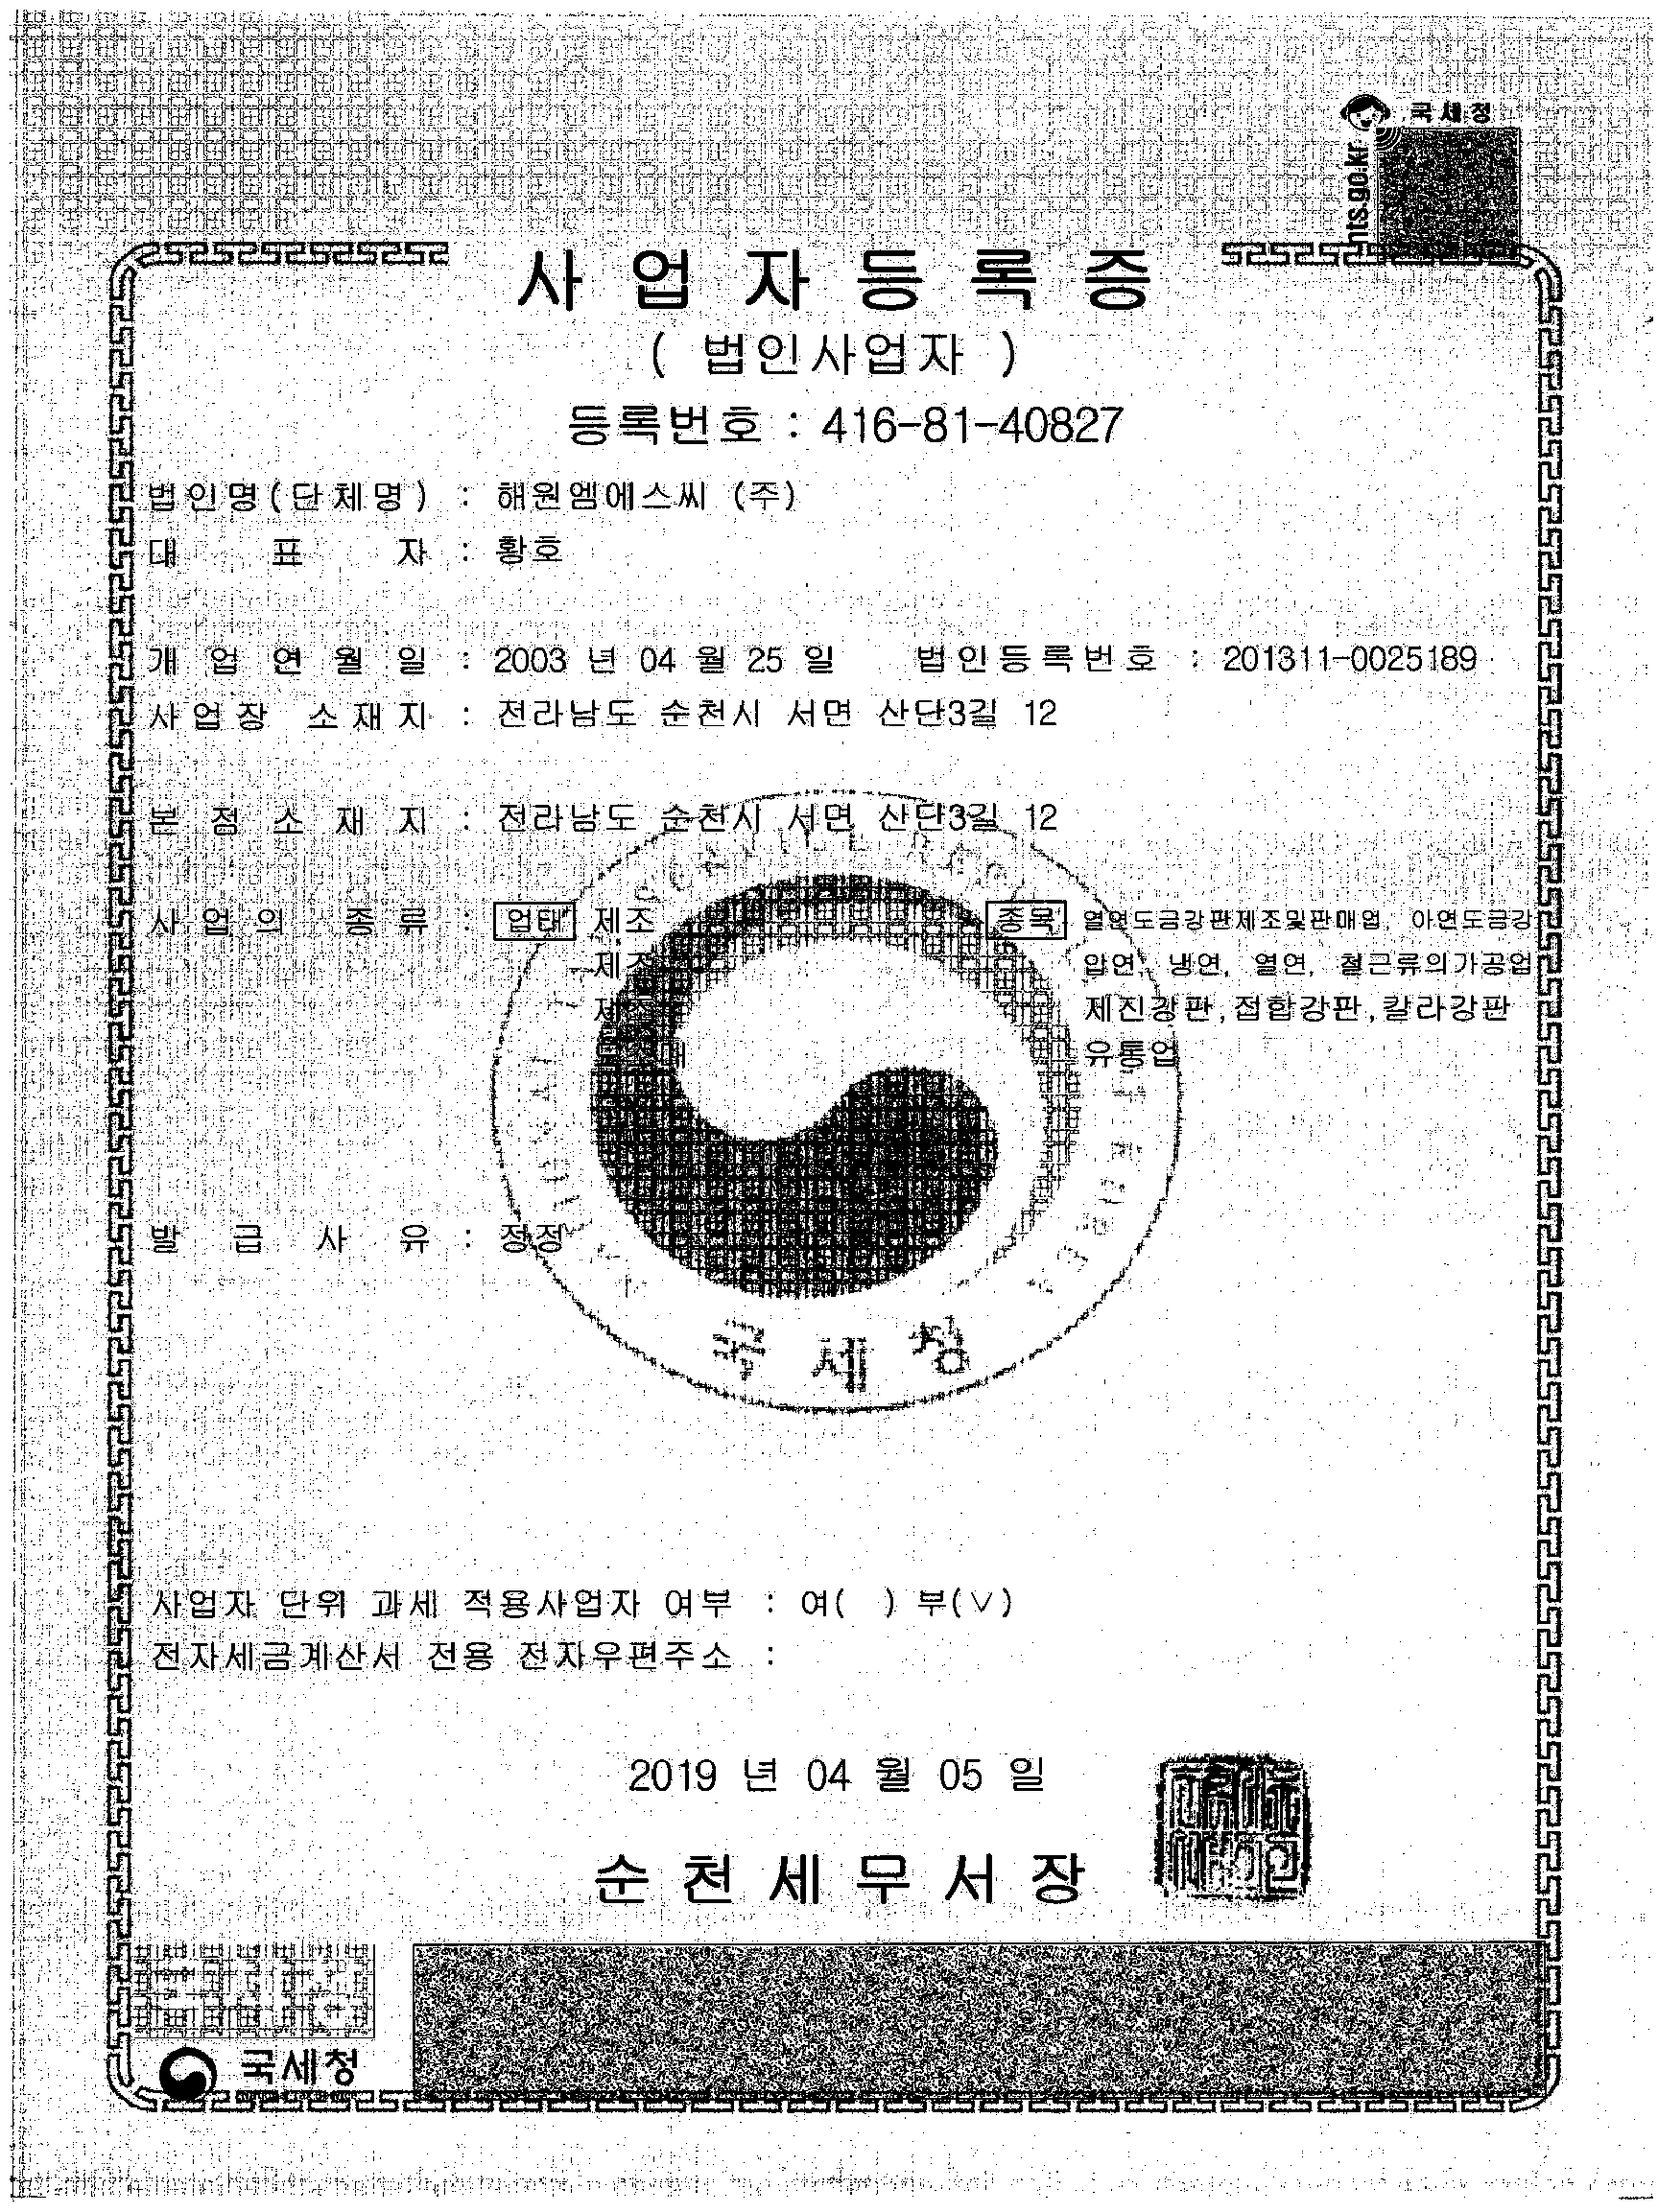 국세청
nts.go.kr
사업자등록증
( 법인사업자 )
등록번호 : 416-81-40827
법인명(단체명) : 해원엠에스씨 (주)
대표자 : 황호
개업연월일 : 2003 년 04 월 25 일 법인등록번호 : 201311-0025189
사업장 소재지 : 전라남도 순천시 서면 산단3길 12
본점소재지 : 전라남도 순천시 서면 산단3길 12
사업의 종류 : 업태 제조 종목 열연도금강판제조및판매업, 아연도금강
제조 압연, 냉연, 열연, 철근류의가공업
제진강판,접합강판,칼라강판
유통업
발급사유 : 정정
국세청
사업자 단위 과세 적용사업자 여부 : 여( ) 부(∨)
전자세금계산서 전용 전자우편주소 :
2019 년 04 월 05 일
순천세무서장
국세청